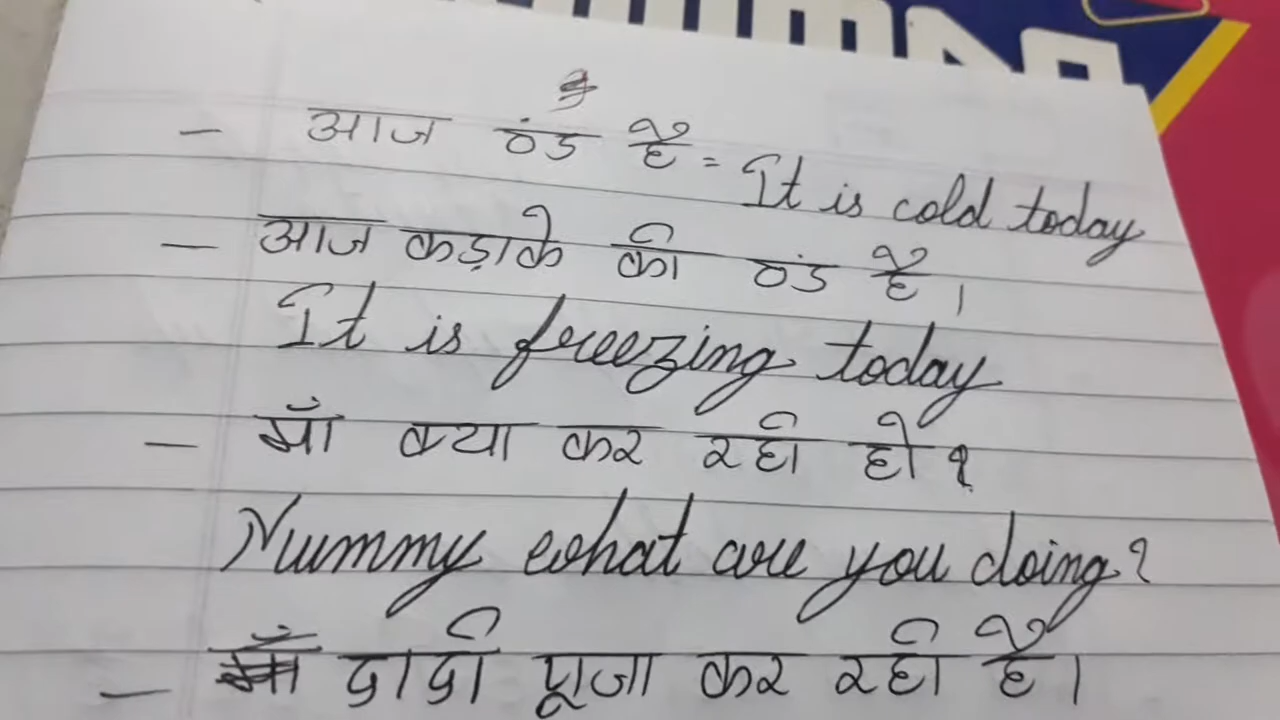 - आज ठंड है = It is cold today
- आज कड़ाके की ठंड है।
It is freezing today
- माँ क्या कर रही हो?
Mummy what are you doing?
- दादी पूजा कर रही है।